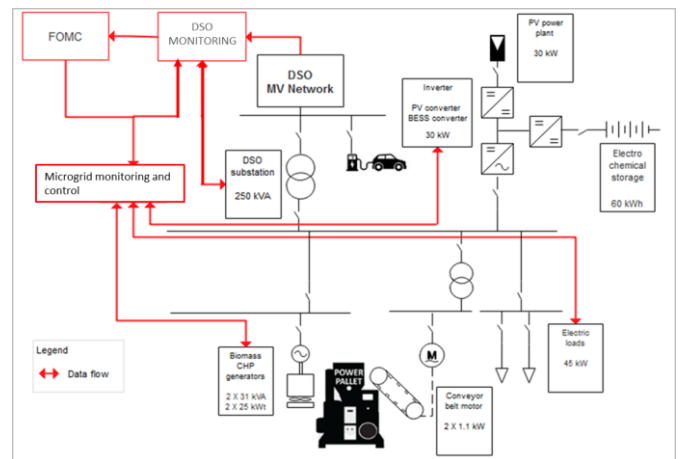 FOMC
DSO
MONITORING
DSO
MV Network
PV power
plant
30 kW
Inverter
PV converter
BESS converter
30 kW
Microgrid monitoring and
control
DSO
substation
250 kVA
Electro
chemical
storage
60 kWh
Legend
Data flow
Biomass
CHP
generators
2 X 31 kVA
2 X 25 kWt
POWER
PALLET
M
Conveyor
belt motor
2 X 1.1 kW
Electric
loads
45 kW